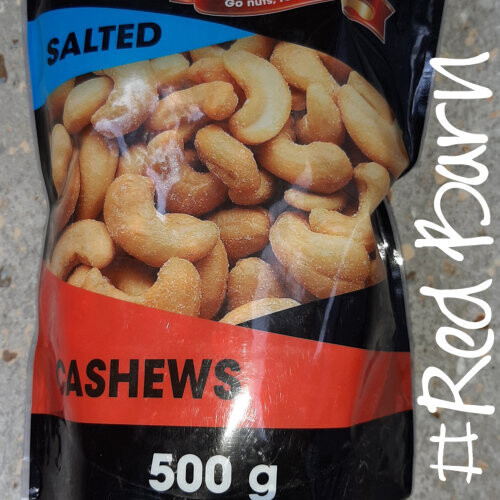 Go nuts,
SALTED
CASHEWS
500 g
#Red Barn